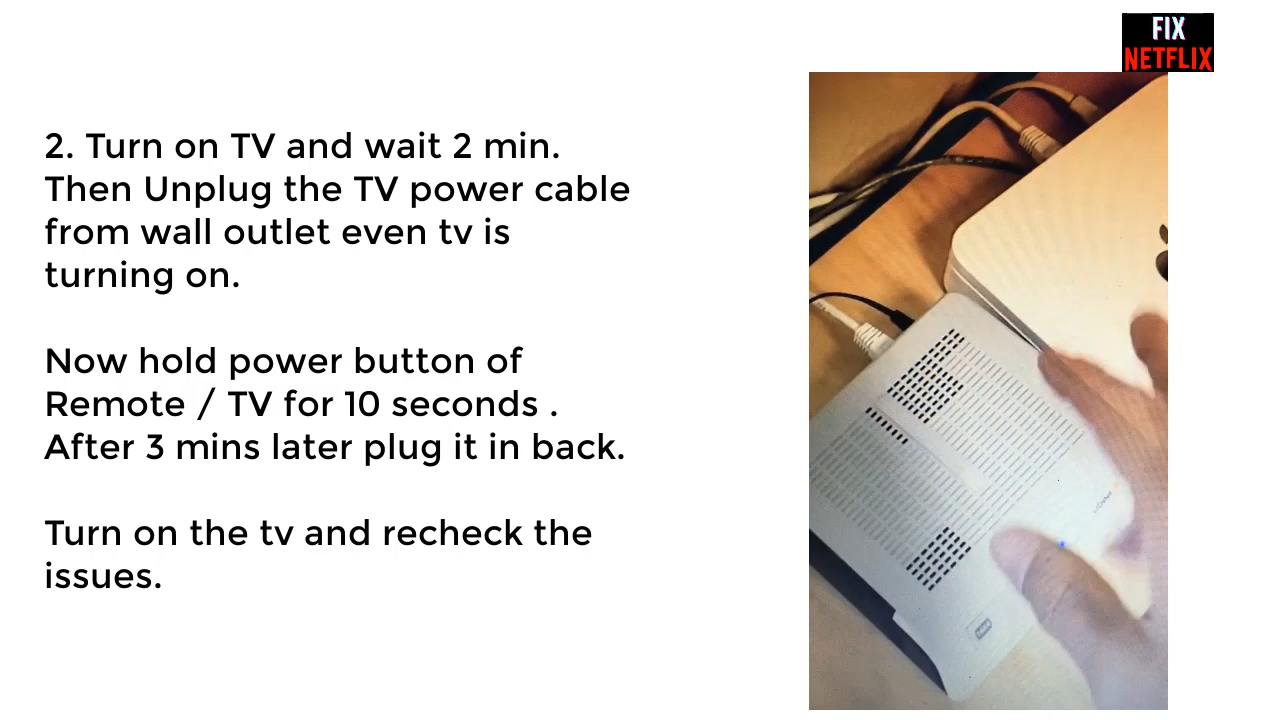 FIX
NETFLIX
2. Turn on TV and wait 2 min.
Then Unplug the TV power cable
from wall outlet even tv is
turning on.
Now hold power button of
Remote / TV for 10 seconds .
After 3 mins later plug it in back.
Turn on the tv and recheck the
issues.